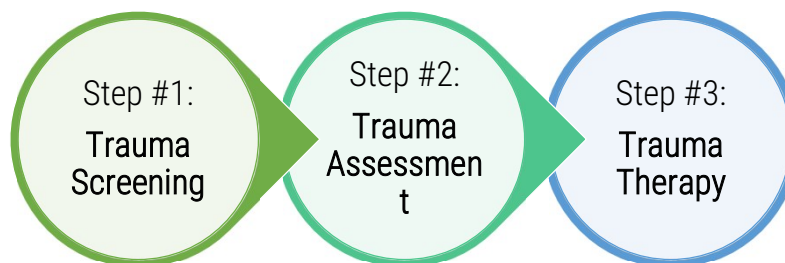 Step #1:
Trauma
Screening
Step #2:
Trauma
Assessmen
t
Step #3:
Trauma
Therapy